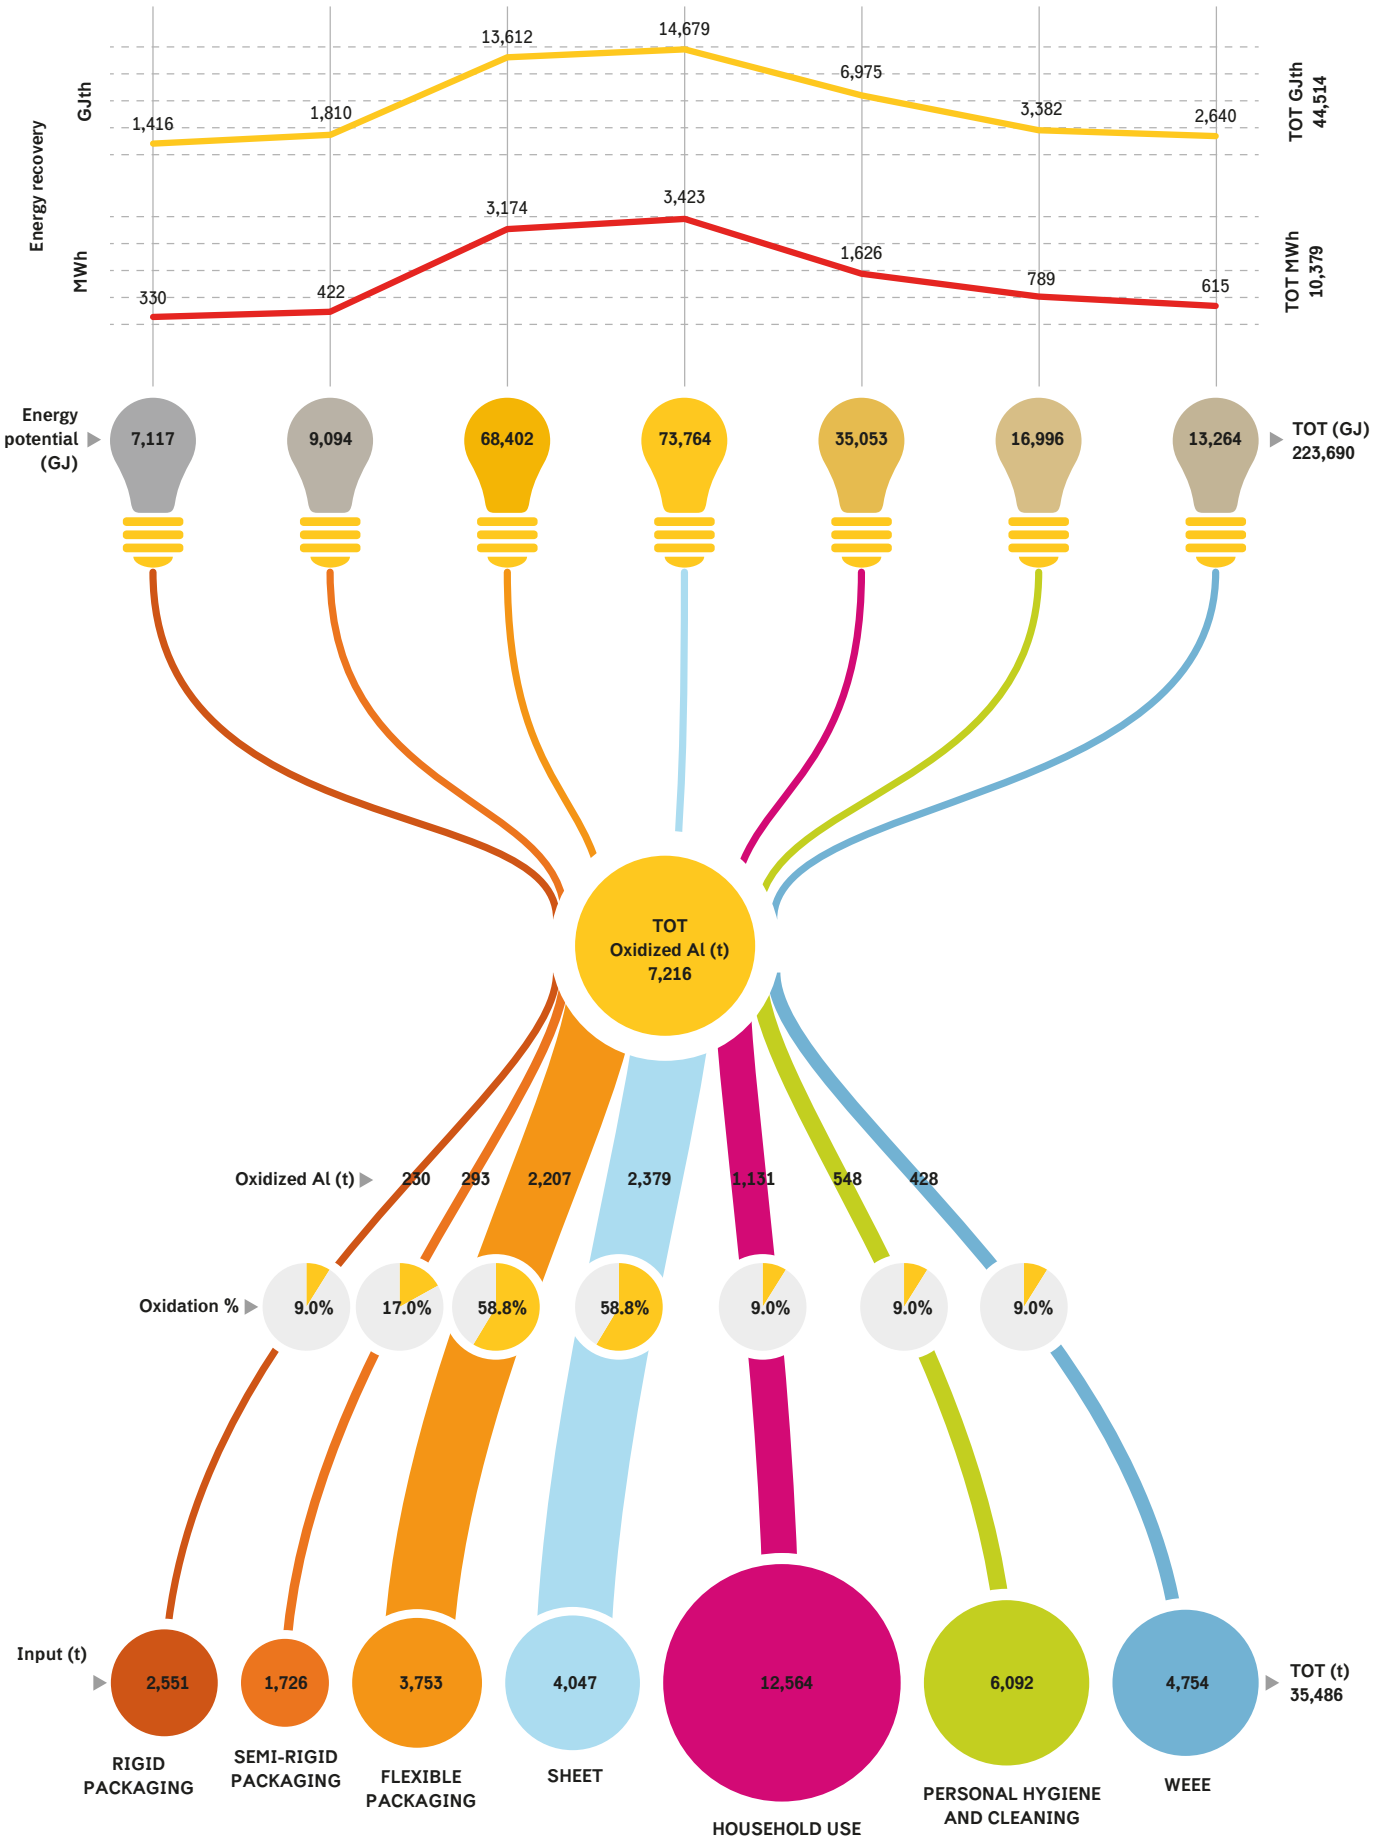 13,612
14,679
6,975
1,416
1,810
3,382
2,640
GJth
TOT GJth
44,514
Energy recovery
3,174
3,423
1,626
330
422
789
615
MWh
TOT MWh
10,379
Energy
potential
(GJ)
7,117
9,094
68,402
73,764
35,053
16,996
13,264
TOT (GJ)
223,690
TOT
Oxidized Al (t)
7,216
Oxidized Al (t)
230
293
2,207
2,379
1,131
548
428
Oxidation %
9.0%
17.0%
58.8%
58.8%
9.0%
9.0%
9.0%
Input (t)
2,551
1,726
3,753
4,047
12,564
6,092
4,754
TOT (t)
35,486
RIGID
PACKAGING
SEMI-RIGID
PACKAGING
FLEXIBLE
PACKAGING
SHEET
HOUSEHOLD USE
PERSONAL HYGIENE
AND CLEANING
WEEE